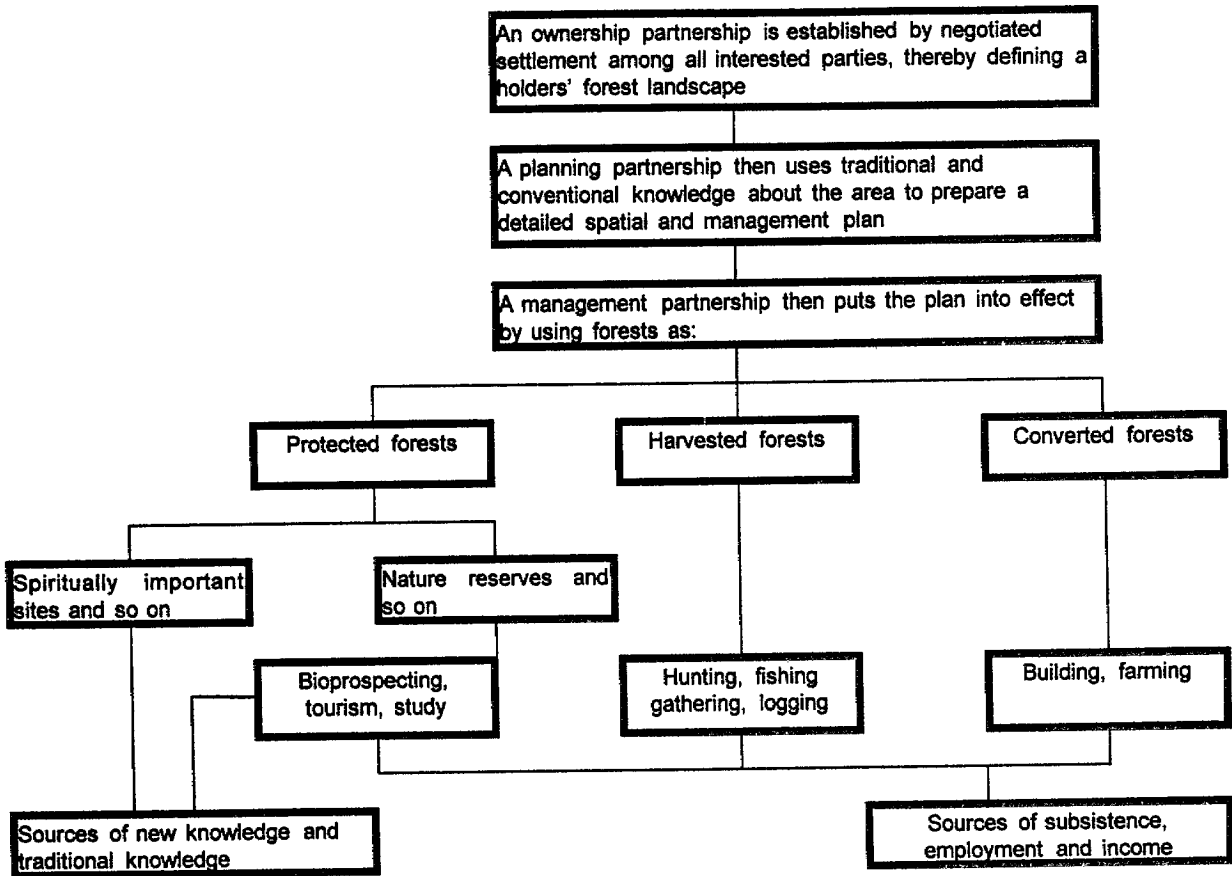 An ownership partnership is established by negotiated
settlement among all interested parties, thereby defining a
holders' forest landscape
A planning partnership then uses traditional and
conventional knowledge about the area to prepare a
detailed spatial and management plan
A management partnership then puts the plan into effect
by using forests as:
Protected forests
Harvested forests
Converted forests
Spiritually important
sites and so on
Nature reserves and
so on
Bioprospecting,
tourism, study
Hunting, fishing
gathering, logging
Building, farming
Sources of new knowledge and
traditional knowledge
Sources of subsistence,
employment and income